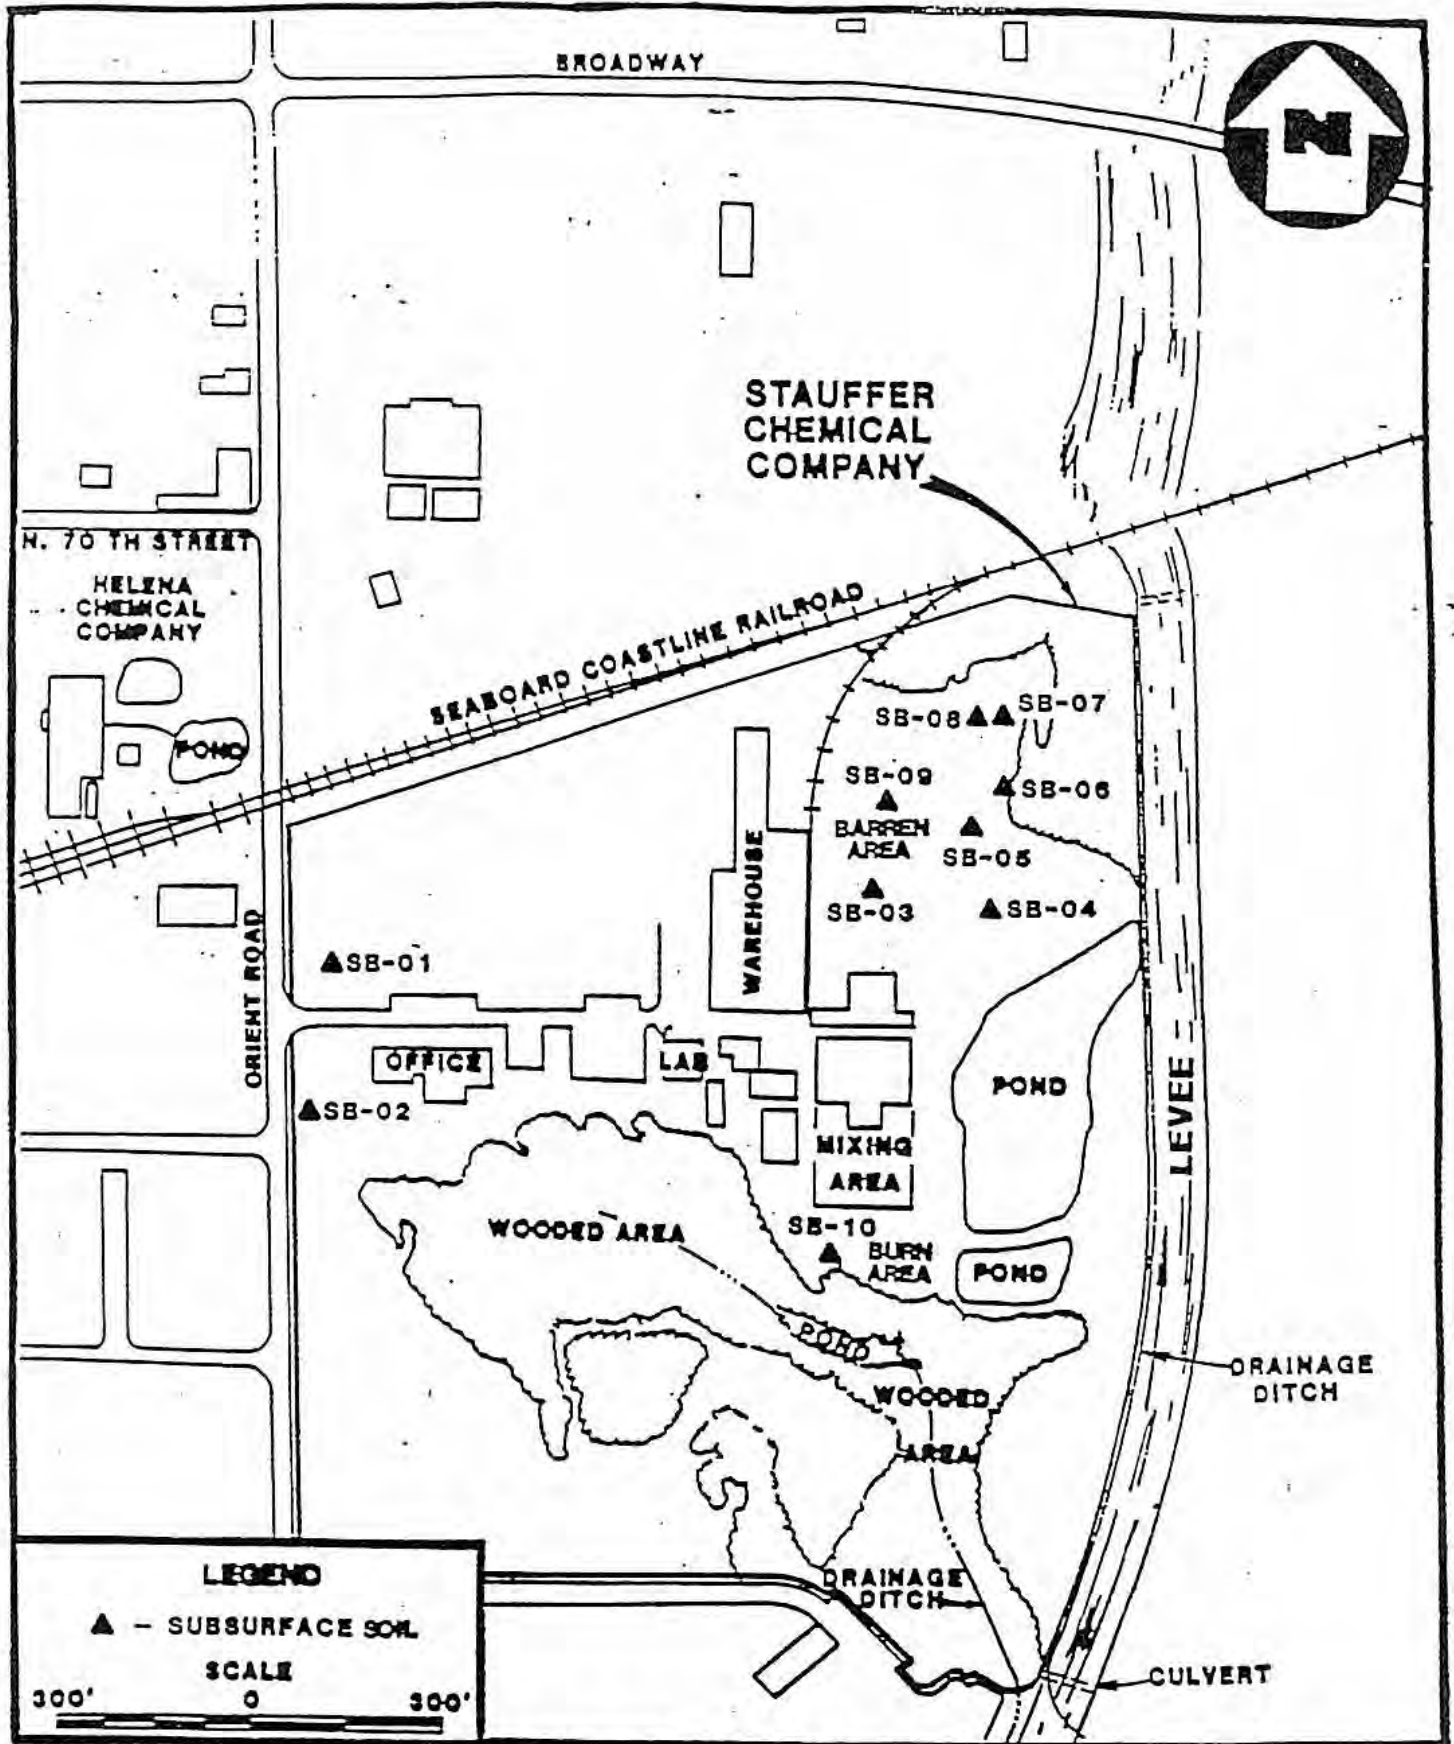 BROADWAY
N
STAUFFER
CHEMICAL
COMPANY
N. 70 TH STREET
HELENA
CHEMICAL
COMPANY
POND
SEABOARD COASTLINE RAILROAD
SB-08
SB-07
SB-09
SB-06
BARREN
AREA
SB-05
SB-03
SB-04
WAREHOUSE
ORIENT ROAD
SB-01
OFFICE
LAB
SB-02
POND
LEVEE
MIXING
AREA
WOODED AREA
SB-10
BURN
AREA
POND
POND
WOODED
AREA
DRAINAGE
DITCH
DRAINAGE
DITCH
CULVERT
LEGEND
▲ - SUBSURFACE SOIL
SCALE
300' 0 300'